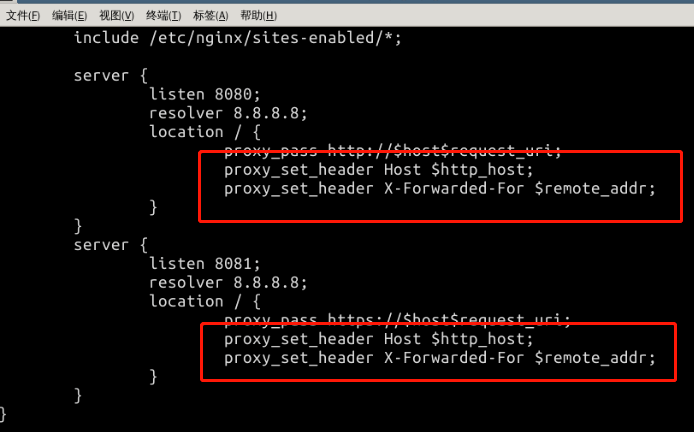 文件(F) 编辑(E) 视图(V) 终端(T) 标签(A) 帮助(H)
include /etc/nginx/sites-enabled/*;
server {
listen 8080;
resolver 8.8.8.8;
location / {
proxy_pass http://$host$request_uri;
proxy_set_header Host $http_host;
proxy_set_header X-Forwarded-For $remote_addr;
}
}
server {
listen 8081;
resolver 8.8.8.8;
location / {
proxy_pass https://$host$request_uri;
proxy_set_header Host $http_host;
proxy_set_header X-Forwarded-For $remote_addr;
}
}
}